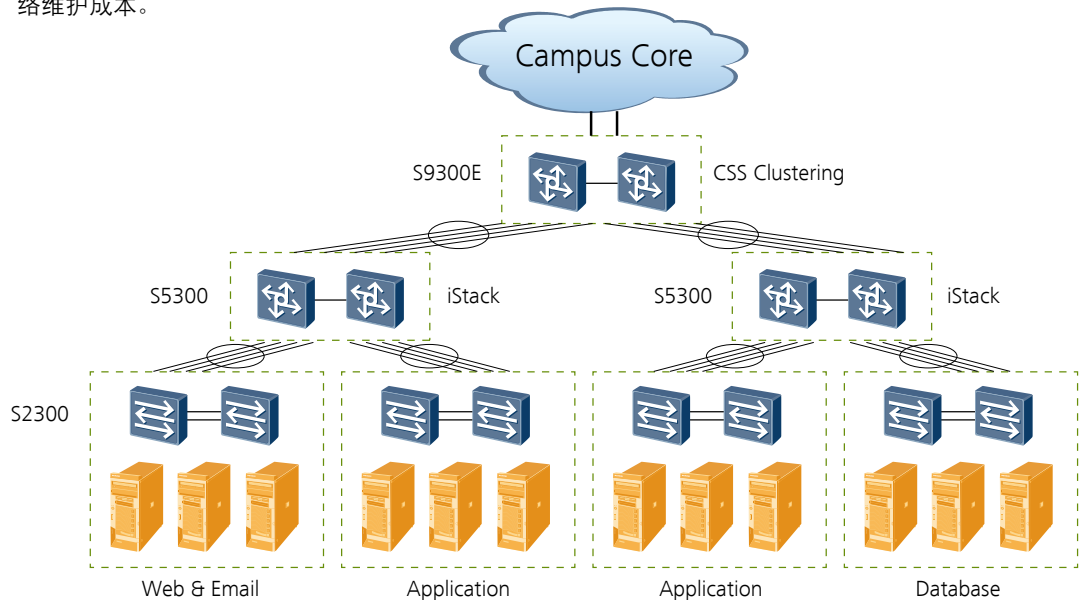 络维护成本。
Campus Core
S9300E
CSS Clustering
S5300
iStack
S5300
iStack
S2300
Web & Email
Application
Application
Database